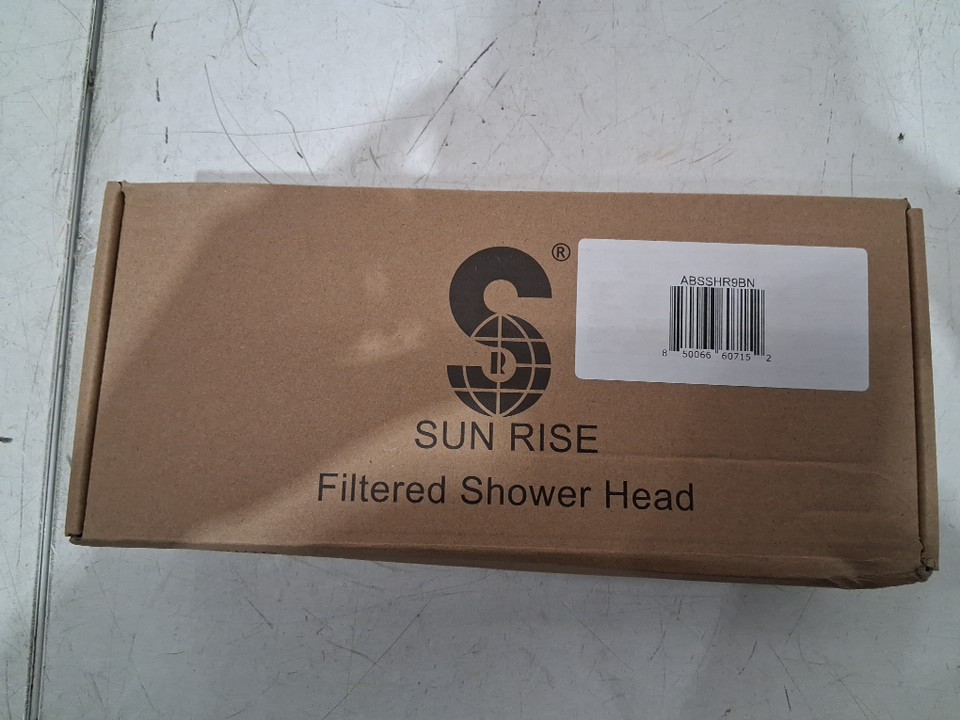 ®
S
R
SUN RISE
Filtered Shower Head
ABSSHR9BN
8 50066 60715 2